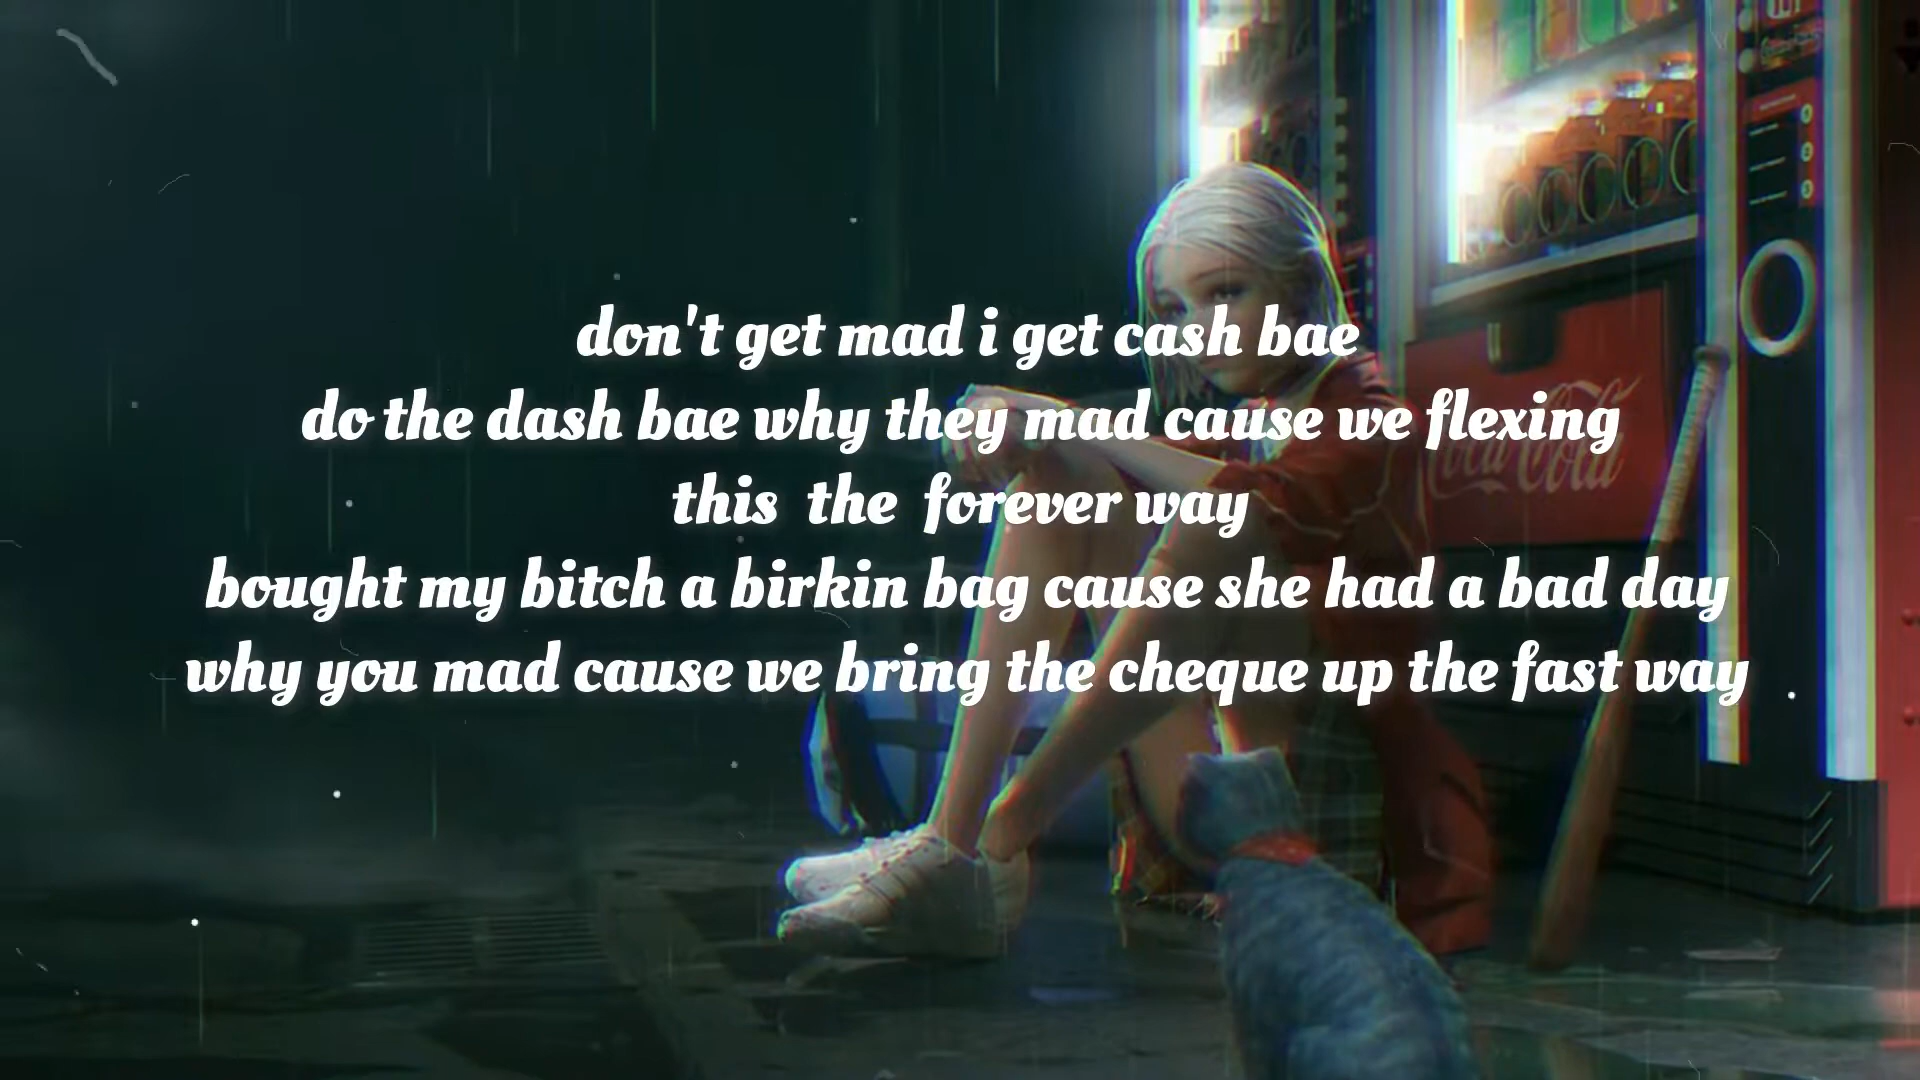 don't get mad i get cash bae
do the dash bae why they mad cause we flexing
this  the  forever way
bought my bitch a birkin bag cause she had a bad day
why you mad cause we bring the cheque up the fast way
Coca Cola